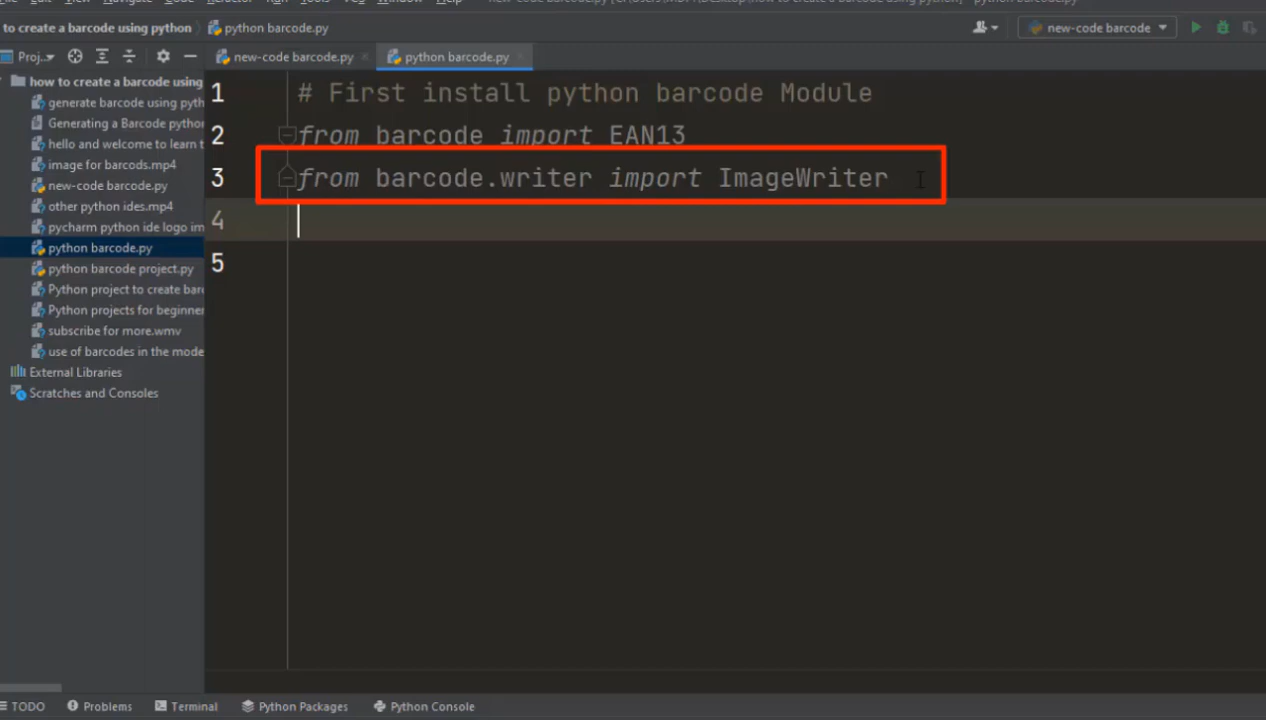 to create a barcode using python
python barcode.py
new-code barcode
Proj...
new-code barcode.py
python barcode.py
how to create a barcode using
generate barcode using pyth
Generating a Barcode python
hello and welcome to learn t
image for barcods.mp4
new-code barcode.py
other python ides.mp4
pycharm python ide logo im
python barcode.py
python barcode project.py
Python project to create bar
Python projects for beginner
subscribe for more.wmv
use of barcodes in the mode
External Libraries
Scratches and Consoles
1 # First install python barcode Module
2 from barcode import EAN13
3 from barcode.writer import ImageWriter
4
5
TODO
Problems
Terminal
Python Packages
Python Console